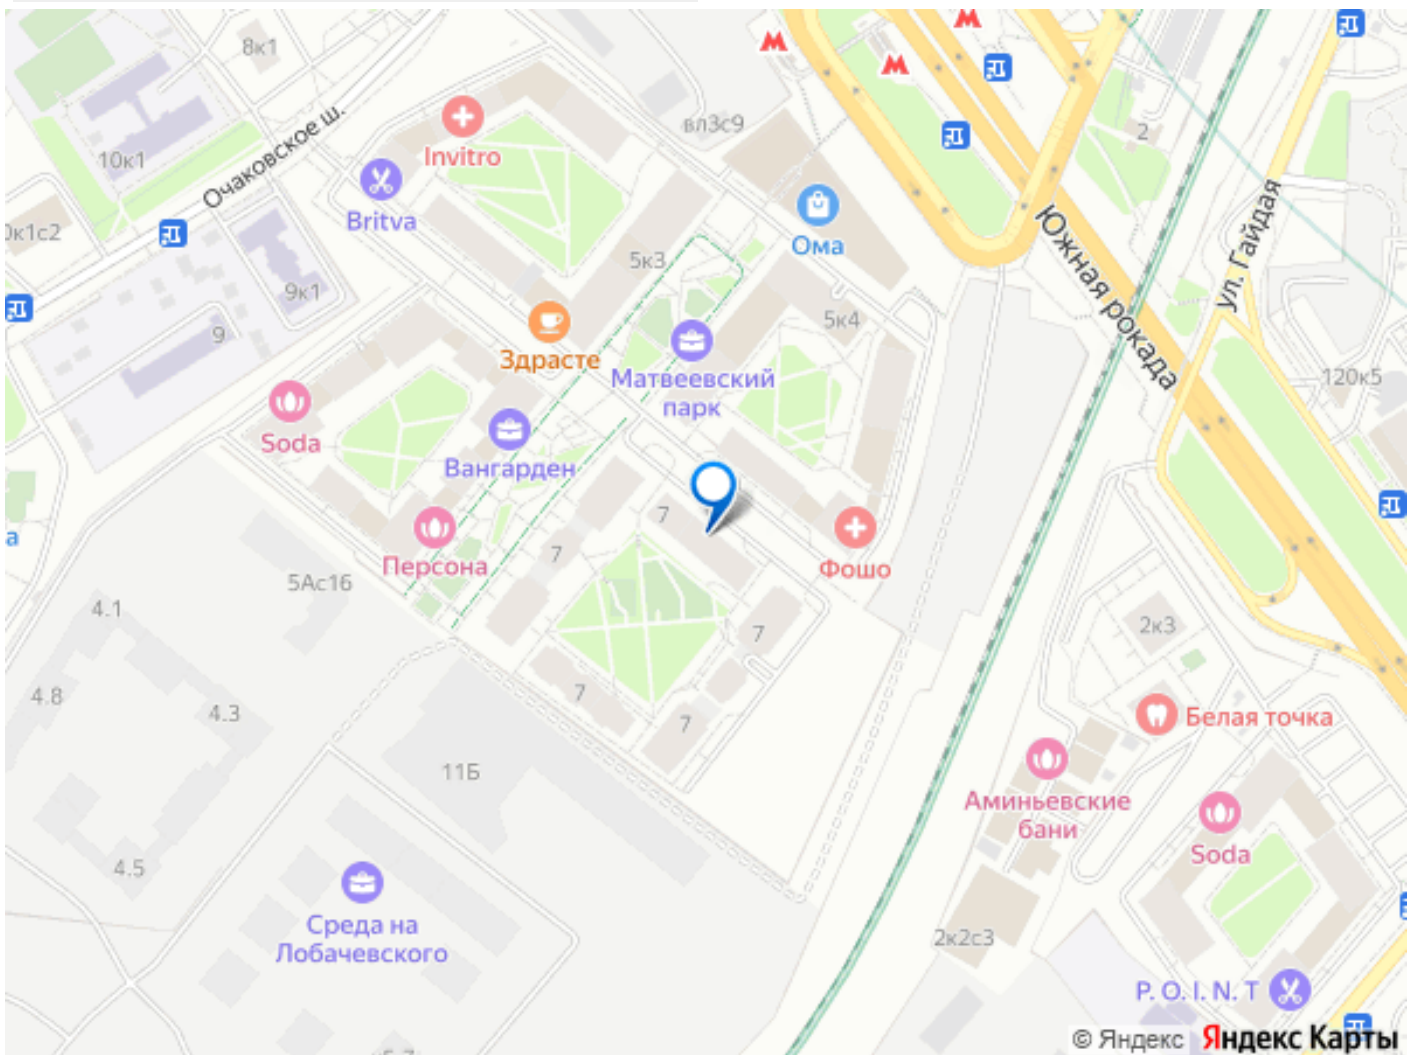 8к1
вл3с9
2
Invitro
10к1
Очаковское ш.
Britva
Ома
Южная рокада
ул. Гайдая
5к3
9к1
9
5к4
Здрасте
Матвеевский
парк
120к5
Soda
Вангарден
7
7
Персона
Фошо
5Ас16
4.1
7
2к3
4.8
4.3
7
7
Белая точка
11Б
Аминьевские
бани
Soda
4.5
Среда на
Лобачевского
2к2с3
P. O. I. N. T
© Яндекс Яндекс Карты